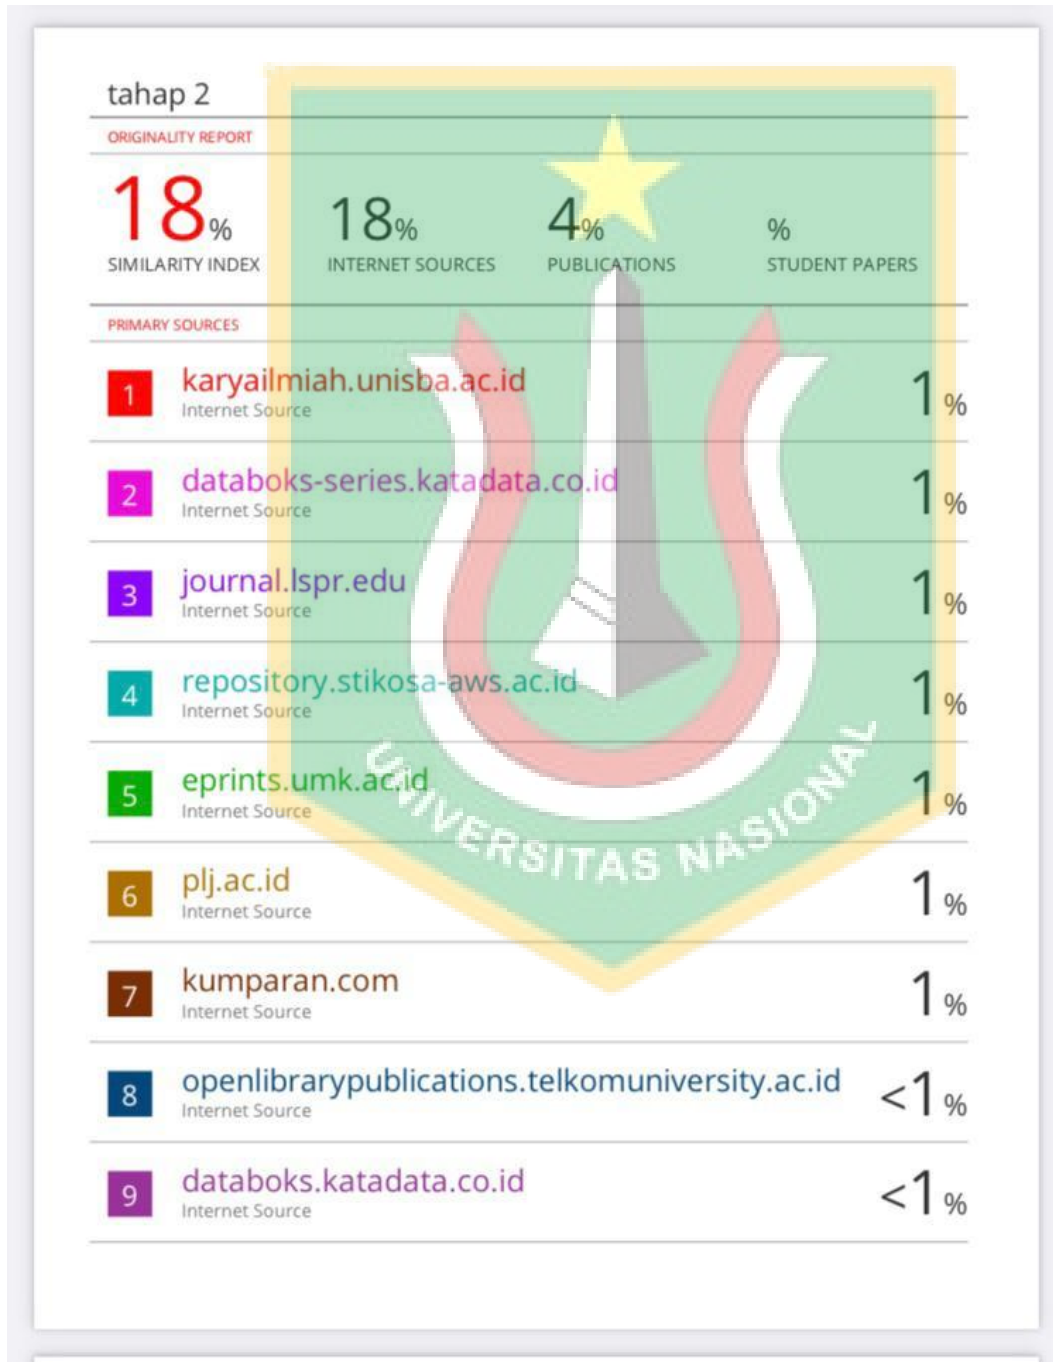 tahap 2
ORIGINALITY REPORT
18% 18% 4% %
SIMILARITY INDEX INTERNET SOURCES PUBLICATIONS STUDENT PAPERS
PRIMARY SOURCES
1 karyailmiah.unisba.ac.id 1%
Internet Source
2 databoks-series.katadata.co.id 1%
Internet Source
3 journal.lspr.edu 1%
Internet Source
4 repository.stikosa-aws.ac.id 1%
Internet Source
5 eprints.umk.ac.id 1%
Internet Source
UNIVERSITAS NASIONAL
6 plj.ac.id 1%
Internet Source
7 kumparan.com 1%
Internet Source
8 openlibrarypublications.telkomuniversity.ac.id <1%
Internet Source
9 databoks.katadata.co.id <1%
Internet Source